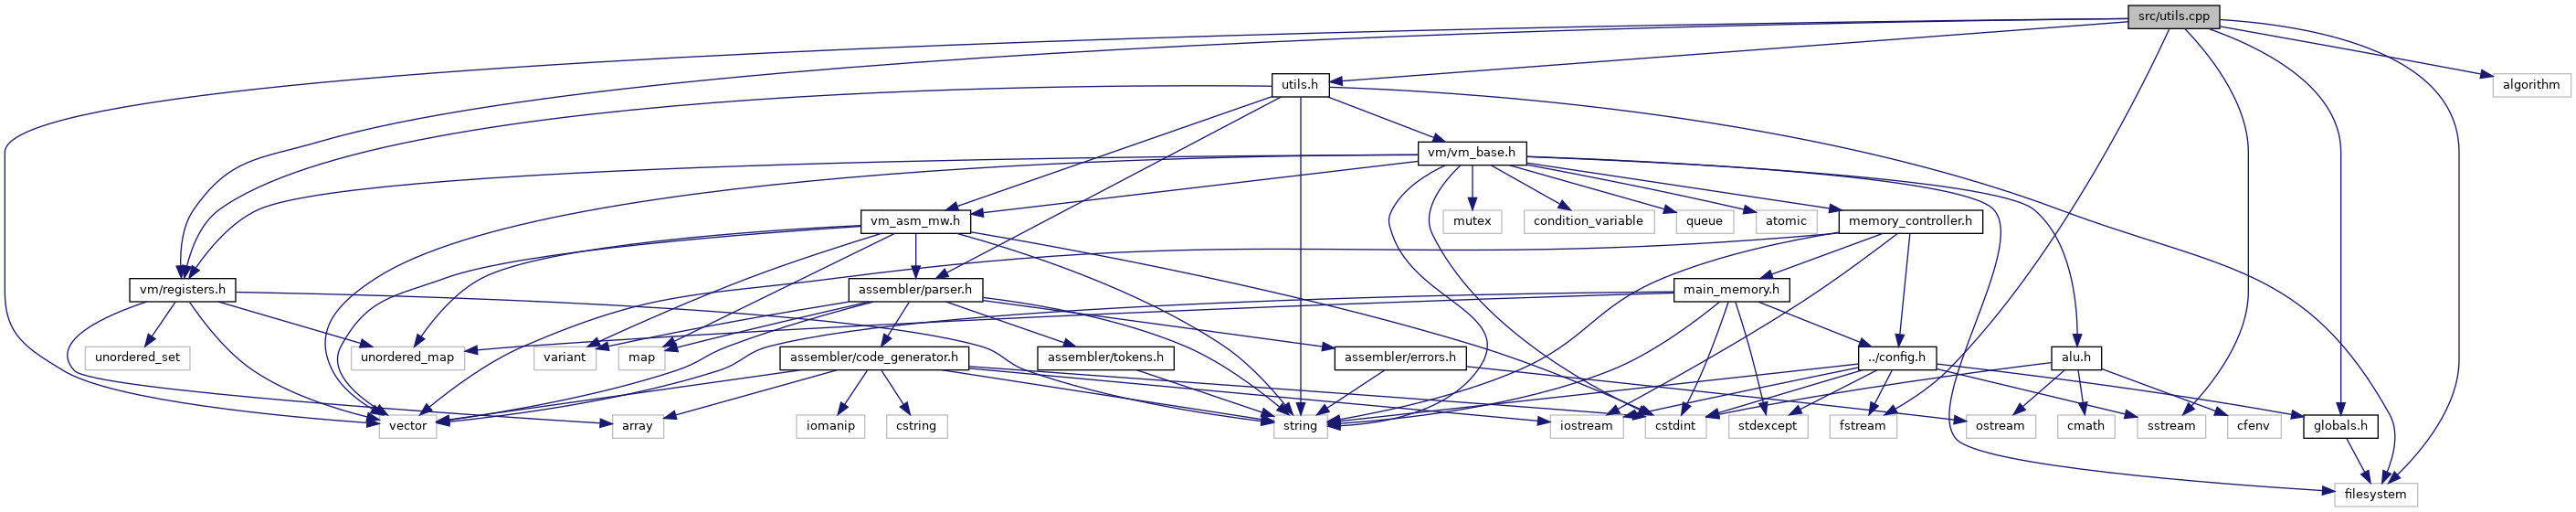 src/utils.cpp
utils.h
algorithm
vm/vm_base.h
vm_asm_mw.h
mutex
condition_variable
queue
atomic
memory_controller.h
vm/registers.h
assembler/parser.h
main_memory.h
unordered_set
unordered_map
variant
map
assembler/code_generator.h
assembler/tokens.h
assembler/errors.h
../config.h
alu.h
vector
array
iomanip
cstring
string
iostream
cstdint
stdexcept
fstream
ostream
cmath
sstream
cfenv
globals.h
filesystem